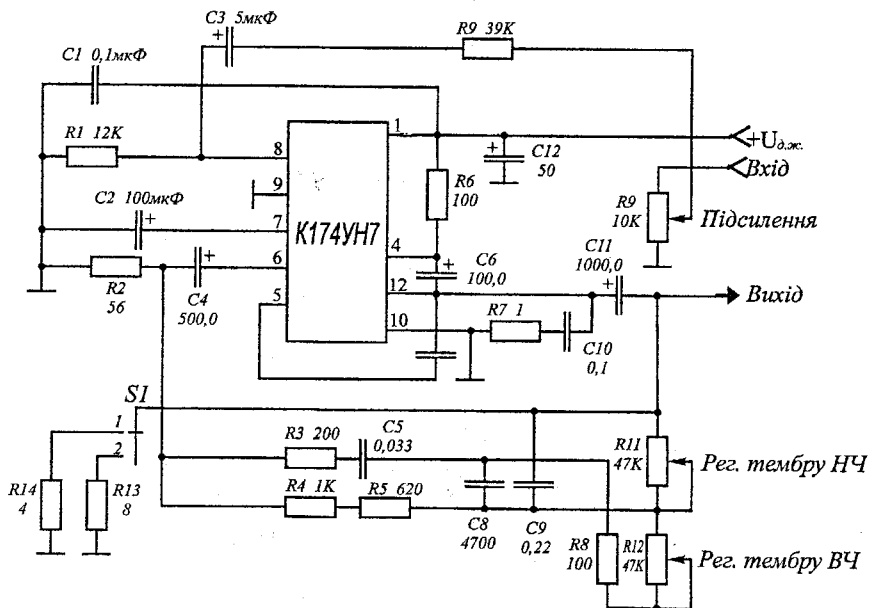 C3 5мкФ
R9 39K
C1 0,1мкФ
R1 12K
8
1
+Uд.ж.
C12
50
Вхід
9
R6
100
R9
10K
Підсилення
C2 100мкФ
7
К174УН7
4
C6
100,0
C11
1000,0
R2
56
C4
500,0
6
5
12
10
R7 1
C10
0,1
Вихід
S1
1
2
R3 200
C5
0,033
R11
47K
Рег. тембру НЧ
R14
4
R13
8
R4 1K
R5 620
C8
4700
C9
0,22
R8
100
R12
47K
Рег. тембру ВЧ